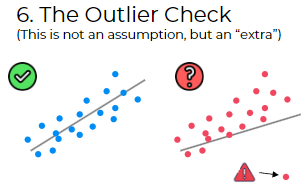 6. The Outlier Check
(This is not an assumption, but an “extra”)
?
!